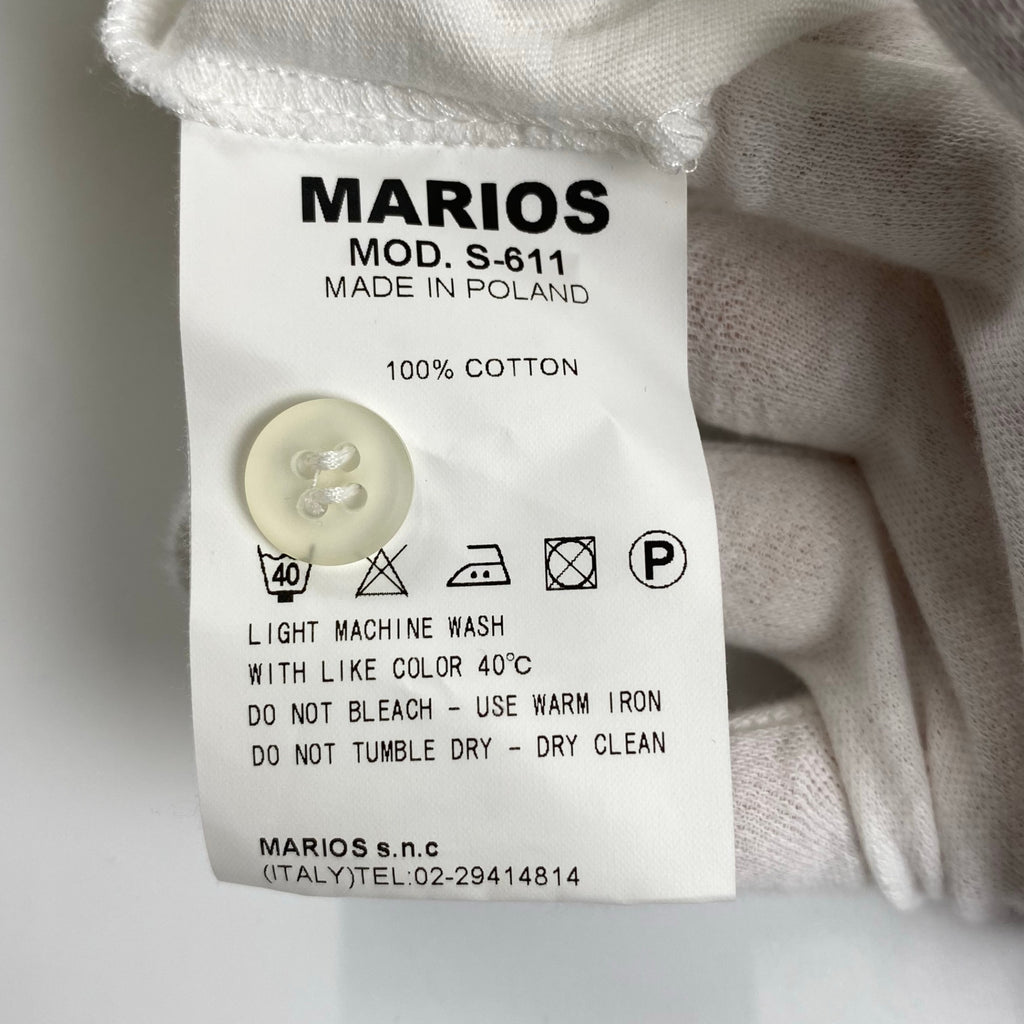 MARIOS
MOD. S-611
MADE IN POLAND
100% COTTON
40
P
LIGHT MACHINE WASH
WITH LIKE COLOR 40℃
DO NOT BLEACH - USE WARM IRON
DO NOT TUMBLE DRY - DRY CLEAN
MARIOS s.n.c
(ITALY)TEL:02-29414814